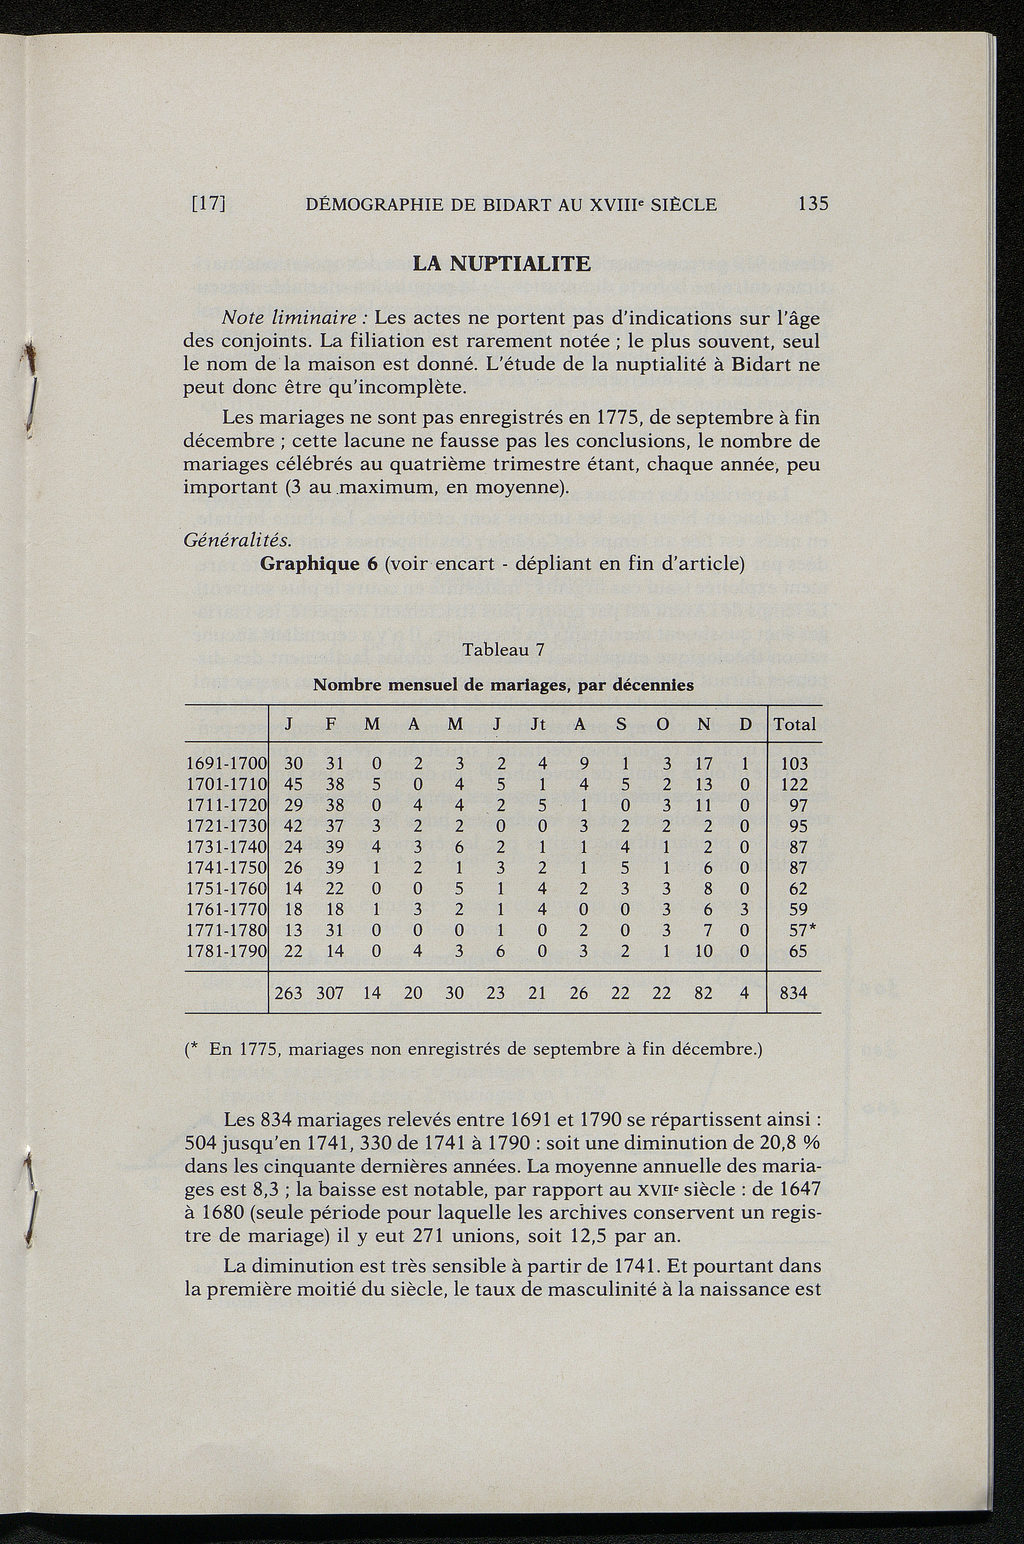 [17] DÉMOGRAPHIE DE BIDART AU XVIIIe SIÈCLE 135
LA NUPTIALITE
Note liminaire : Les actes ne portent pas d'indications sur l'âge
des conjoints. La filiation est rarement notée ; le plus souvent, seul
le nom de la maison est donné. L'étude de la nuptialité à Bidart ne
peut donc être qu'incomplète.
Les mariages ne sont pas enregistrés en 1775, de septembre à fin
décembre ; cette lacune ne fausse pas les conclusions, le nombre de
mariages célébrés au quatrième trimestre étant, chaque année, peu
important (3 au maximum, en moyenne).
Généralités.
Graphique 6 (voir encart - dépliant en fin d'article)
Tableau 7
Nombre mensuel de mariages, par décennies
J F M A M J Jt A S O N D Total
1691-1700 30 31 0 2 3 2 4 9 1 3 17 1 103
1701-1710 45 38 5 0 4 5 1 4 5 2 13 0 122
1711-1720 29 38 0 4 4 2 5 1 0 3 11 0 97
1721-1730 42 37 3 2 2 0 0 3 2 2 2 0 95
1731-1740 24 39 4 3 6 2 1 1 4 1 2 0 87
1741-1750 26 39 1 2 1 3 2 1 5 1 6 0 87
1751-1760 14 22 0 0 5 1 4 2 3 3 8 0 62
1761-1770 18 18 1 3 2 1 4 0 0 3 6 3 59
1771-1780 13 31 0 0 0 1 0 2 0 3 7 0 57*
1781-1790 22 14 0 4 3 6 0 3 2 1 10 0 65
263 307 14 20 30 23 21 26 22 22 82 4 834
(* En 1775, mariages non enregistrés de septembre à fin décembre.)
Les 834 mariages relevés entre 1691 et 1790 se répartissent ainsi :
504 jusqu'en 1741, 330 de 1741 à 1790 : soit une diminution de 20,8 %
dans les cinquante dernières années. La moyenne annuelle des maria-
ges est 8,3 ; la baisse est notable, par rapport au XVIIe siècle : de 1647
à 1680 (seule période pour laquelle les archives conservent un regis-
tre de mariage) il y eut 271 unions, soit 12,5 par an.
La diminution est très sensible à partir de 1741. Et pourtant dans
la première moitié du siècle, le taux de masculinité à la naissance est